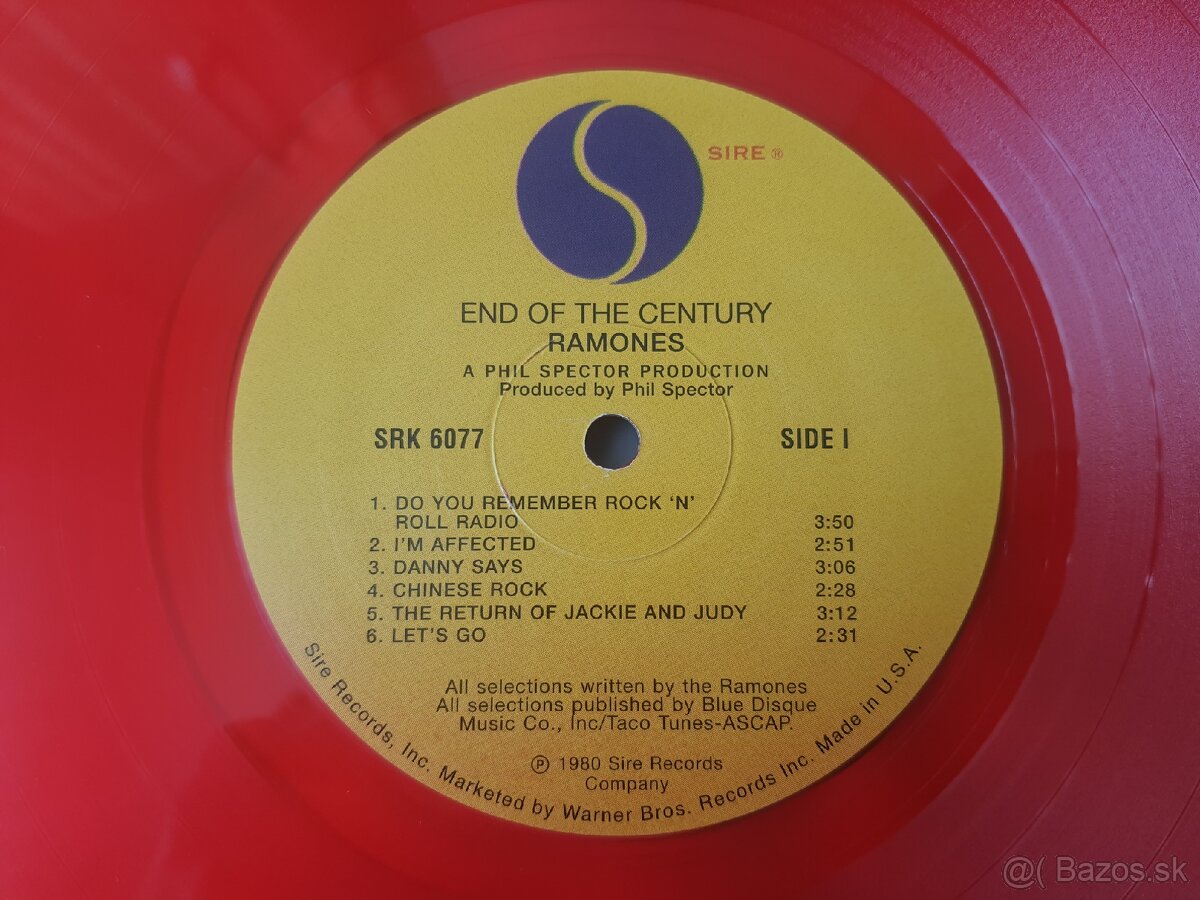 SIRE ®
END OF THE CENTURY
RAMONES
A PHIL SPECTOR PRODUCTION
Produced by Phil Spector
SRK 6077 SIDE I
1. DO YOU REMEMBER ROCK 'N'
ROLL RADIO 3:50
2. I'M AFFECTED 2:51
3. DANNY SAYS 3:06
4. CHINESE ROCK 2:28
5. THE RETURN OF JACKIE AND JUDY 3:12
6. LET'S GO 2:31
All selections written by the Ramones
All selections published by Blue Disque
Music Co., Inc/Taco Tunes-ASCAP.
℗ 1980 Sire Records
Company
Sire Records, Inc. Marketed by Warner Bros. Records Inc. Made in U.S.A.
@( Bazos.sk